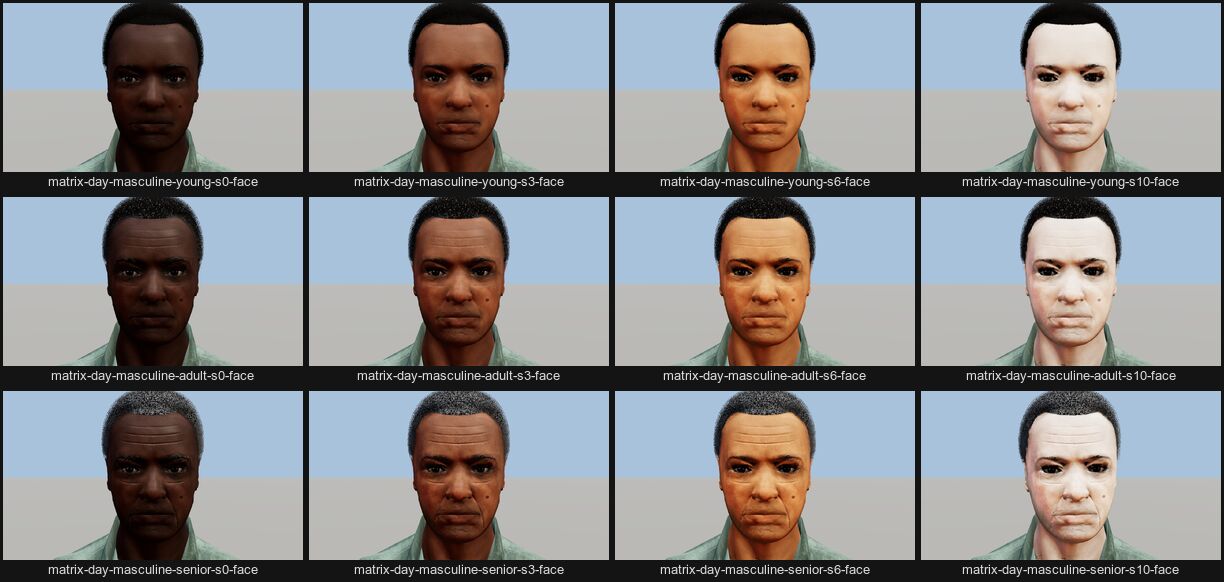 matrix-day-masculine-young-s0-face
matrix-day-masculine-young-s3-face
matrix-day-masculine-young-s6-face
matrix-day-masculine-young-s10-face
matrix-day-masculine-adult-s0-face
matrix-day-masculine-adult-s3-face
matrix-day-masculine-adult-s6-face
matrix-day-masculine-adult-s10-face
matrix-day-masculine-senior-s0-face
matrix-day-masculine-senior-s3-face
matrix-day-masculine-senior-s6-face
matrix-day-masculine-senior-s10-face